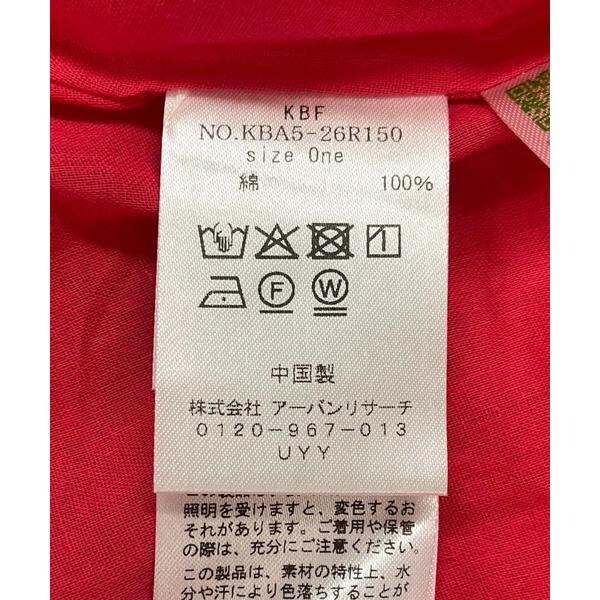 KBF
NO.KBA5-26R150
size One
綿 100%
F W
中国製
株式会社 アーバンリサーチ
0120-967-013
UYY
照明を受けますと、変色するお
それがあります。ご着用や保管
の際は、充分にご注意ください。
この製品は、素材の特性上、水
分や汗により色落ちすることが